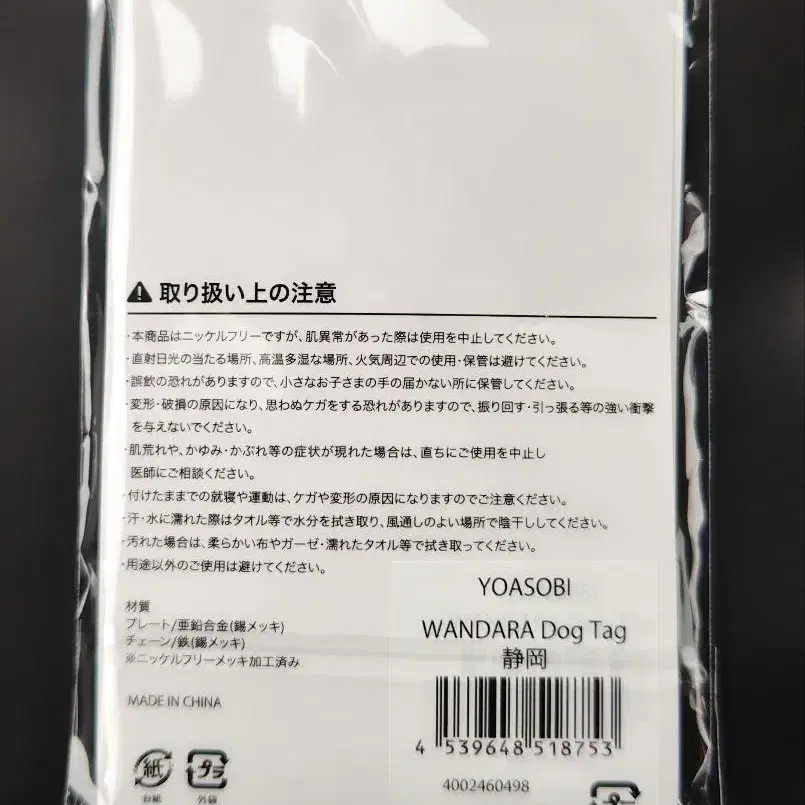 取り扱い上の注意
・本商品はニッケルフリーですが、肌異常があった際は使用を中止してください。
・直射日光の当たる場所、高温多湿な場所、火気周辺での使用・保管は避けてください。
・誤飲の恐れがありますので、小さなお子さまの手の届かない所に保管してください。
・変形・破損の原因になり、思わぬケガをする恐れがありますので、振り回す・引っ張る等の強い衝撃
を与えないでください。
・肌荒れや、かゆみ・かぶれ等の症状が現れた場合は、直ちにご使用を中止し
医師にご相談ください。
・付けたままでの就寝や運動は、ケガや変形の原因になりますのでご注意ください。
・汗・水に濡れた際はタオル等で水分を拭き取り、風通しのよい場所で陰干ししてください。
・汚れた場合は、柔らかい布やガーゼ・濡れたタオル等で拭き取ってください。
・用途以外のご使用は避けてください。
材質
プレート/亜鉛合金(錫メッキ)
チェーン/鉄(錫メッキ)
※ニッケルフリーメッキ加工済み
MADE IN CHINA
紙
台紙
プラ
外袋
YOASOBI
WANDARA Dog Tag
静岡
4 539648 518753
4002460498
プラ